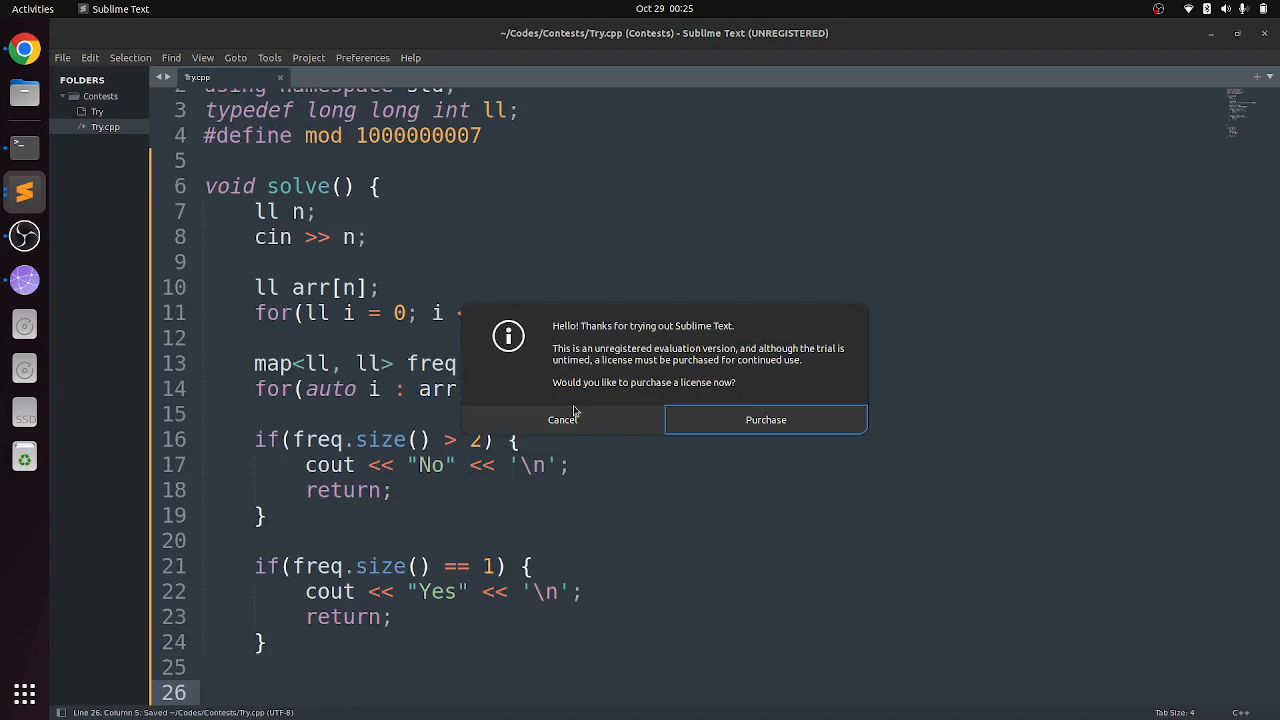 Activities
Sublime Text
Oct 29 00:25
~/Codes/Contests/Try.cpp (Contests) - Sublime Text (UNREGISTERED)
File Edit Selection Find View Goto Tools Project Preferences Help
FOLDERS
Contests
Try
Try.cpp
Try.cpp
2 using namespace std;
3 typedef long long int ll;
4 #define mod 1000000007
5
6 void solve() {
7 ll n;
8 cin >> n;
9
10 ll arr[n];
11 for(ll i = 0; i <
12
13 map<ll, ll> freq
14 for(auto i : arr
15
16 if(freq.size() > 2) {
17 cout << "No" << '\n';
18 return;
19 }
20
21 if(freq.size() == 1) {
22 cout << "Yes" << '\n';
23 return;
24 }
25
26
Hello! Thanks for trying out Sublime Text.
This is an unregistered evaluation version, and although the trial is
untimed, a license must be purchased for continued use.
Would you like to purchase a license now?
Cancel
Purchase
SSD
Line 26, Column 5; Saved ~/Codes/Contests/Try.cpp (UTF-8)
Tab Size: 4
C++